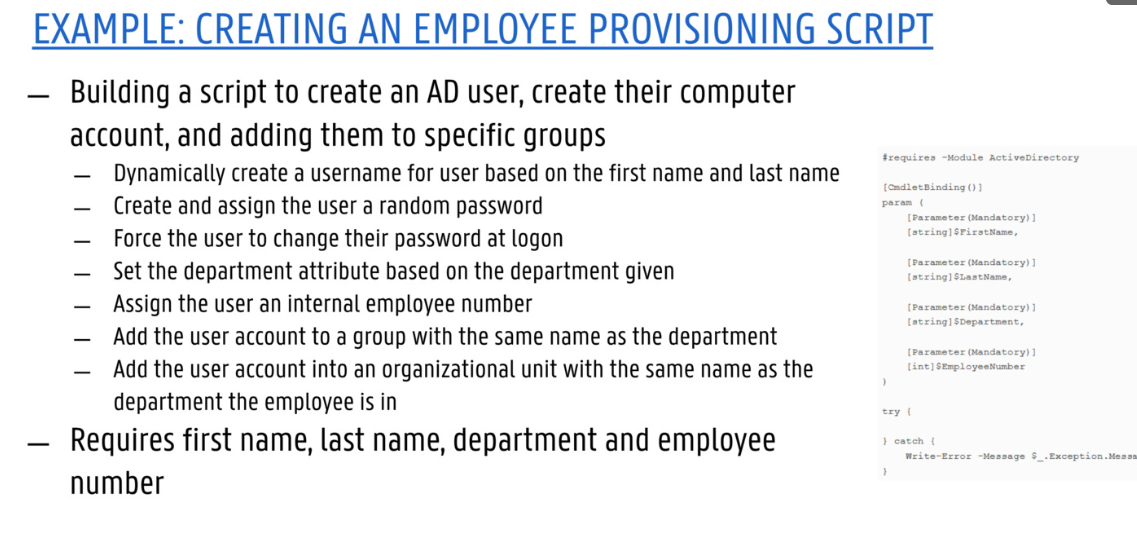 EXAMPLE: CREATING AN EMPLOYEE PROVISIONING SCRIPT
— Building a script to create an AD user, create their computer
account, and adding them to specific groups
— Dynamically create a username for user based on the first name and last name
— Create and assign the user a random password
— Force the user to change their password at logon
— Set the department attribute based on the department given
— Assign the user an internal employee number
— Add the user account to a group with the same name as the department
— Add the user account into an organizational unit with the same name as the
department the employee is in
— Requires first name, last name, department and employee
number
#requires -Module ActiveDirectory
[CmdletBinding()]
param (
[Parameter(Mandatory)]
[string]$FirstName,
[Parameter(Mandatory)]
[string]$LastName,
[Parameter(Mandatory)]
[string]$Department,
[Parameter(Mandatory)]
[int]$EmployeeNumber
)
try {
} catch {
Write-Error -Message $_.Exception.Messa
}